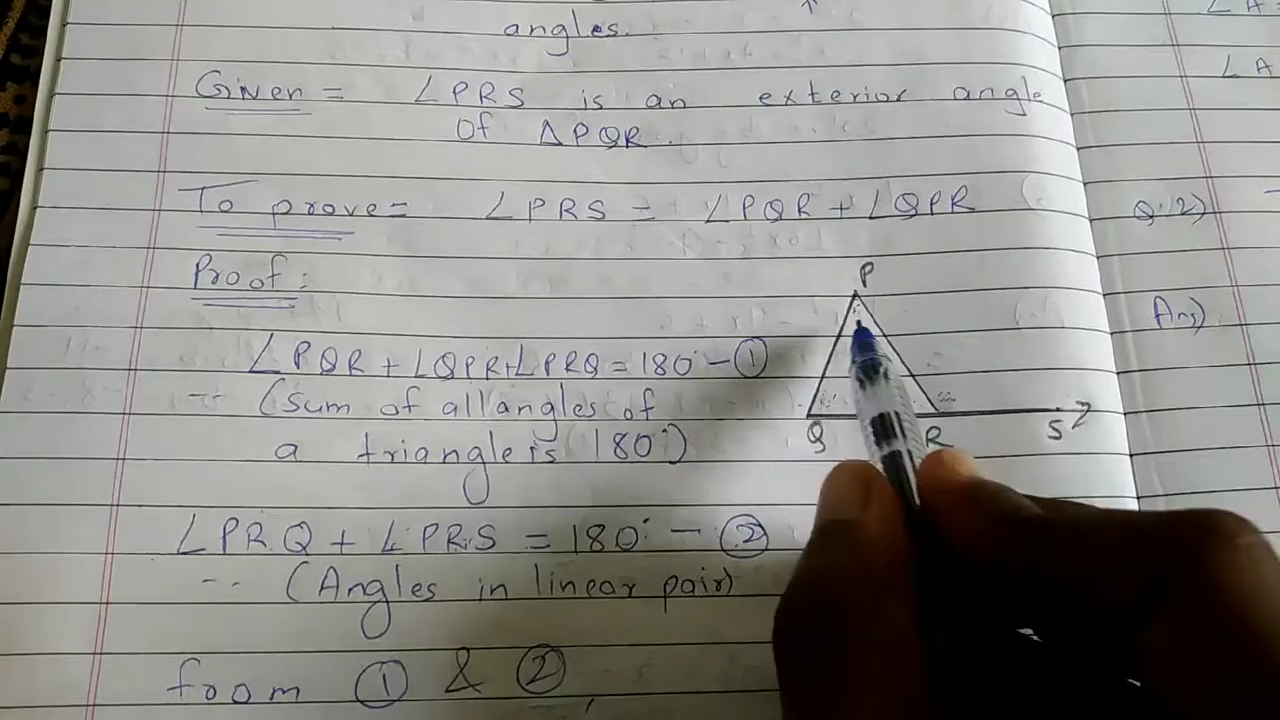 angles.
Given = ∠PRS is an exterior angle
of ΔPQR.
To prove = ∠PRS = ∠PQR + ∠QPR
Proof:
∠PQR + ∠QPR + ∠PRQ = 180° - ①
-- (Sum of all angles of
a triangle is 180°)
∠PRQ + ∠PRS = 180° - ②
-- (Angles in linear pair)
from ① & ②
P
Q
R
S
∠A
Q.2)
Ans)